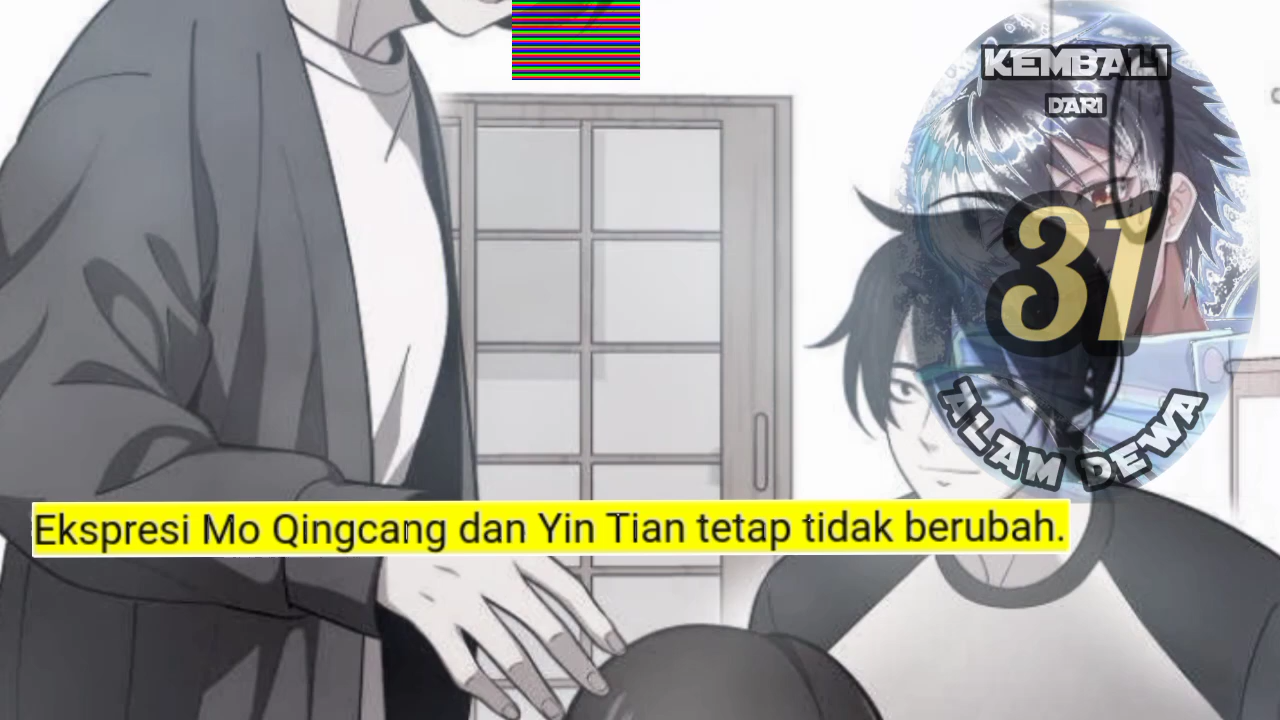 KEMBALI
DARI
31
ALAM DEWA
Ekspresi Mo Qingcang dan Yin Tian tetap tidak berubah.